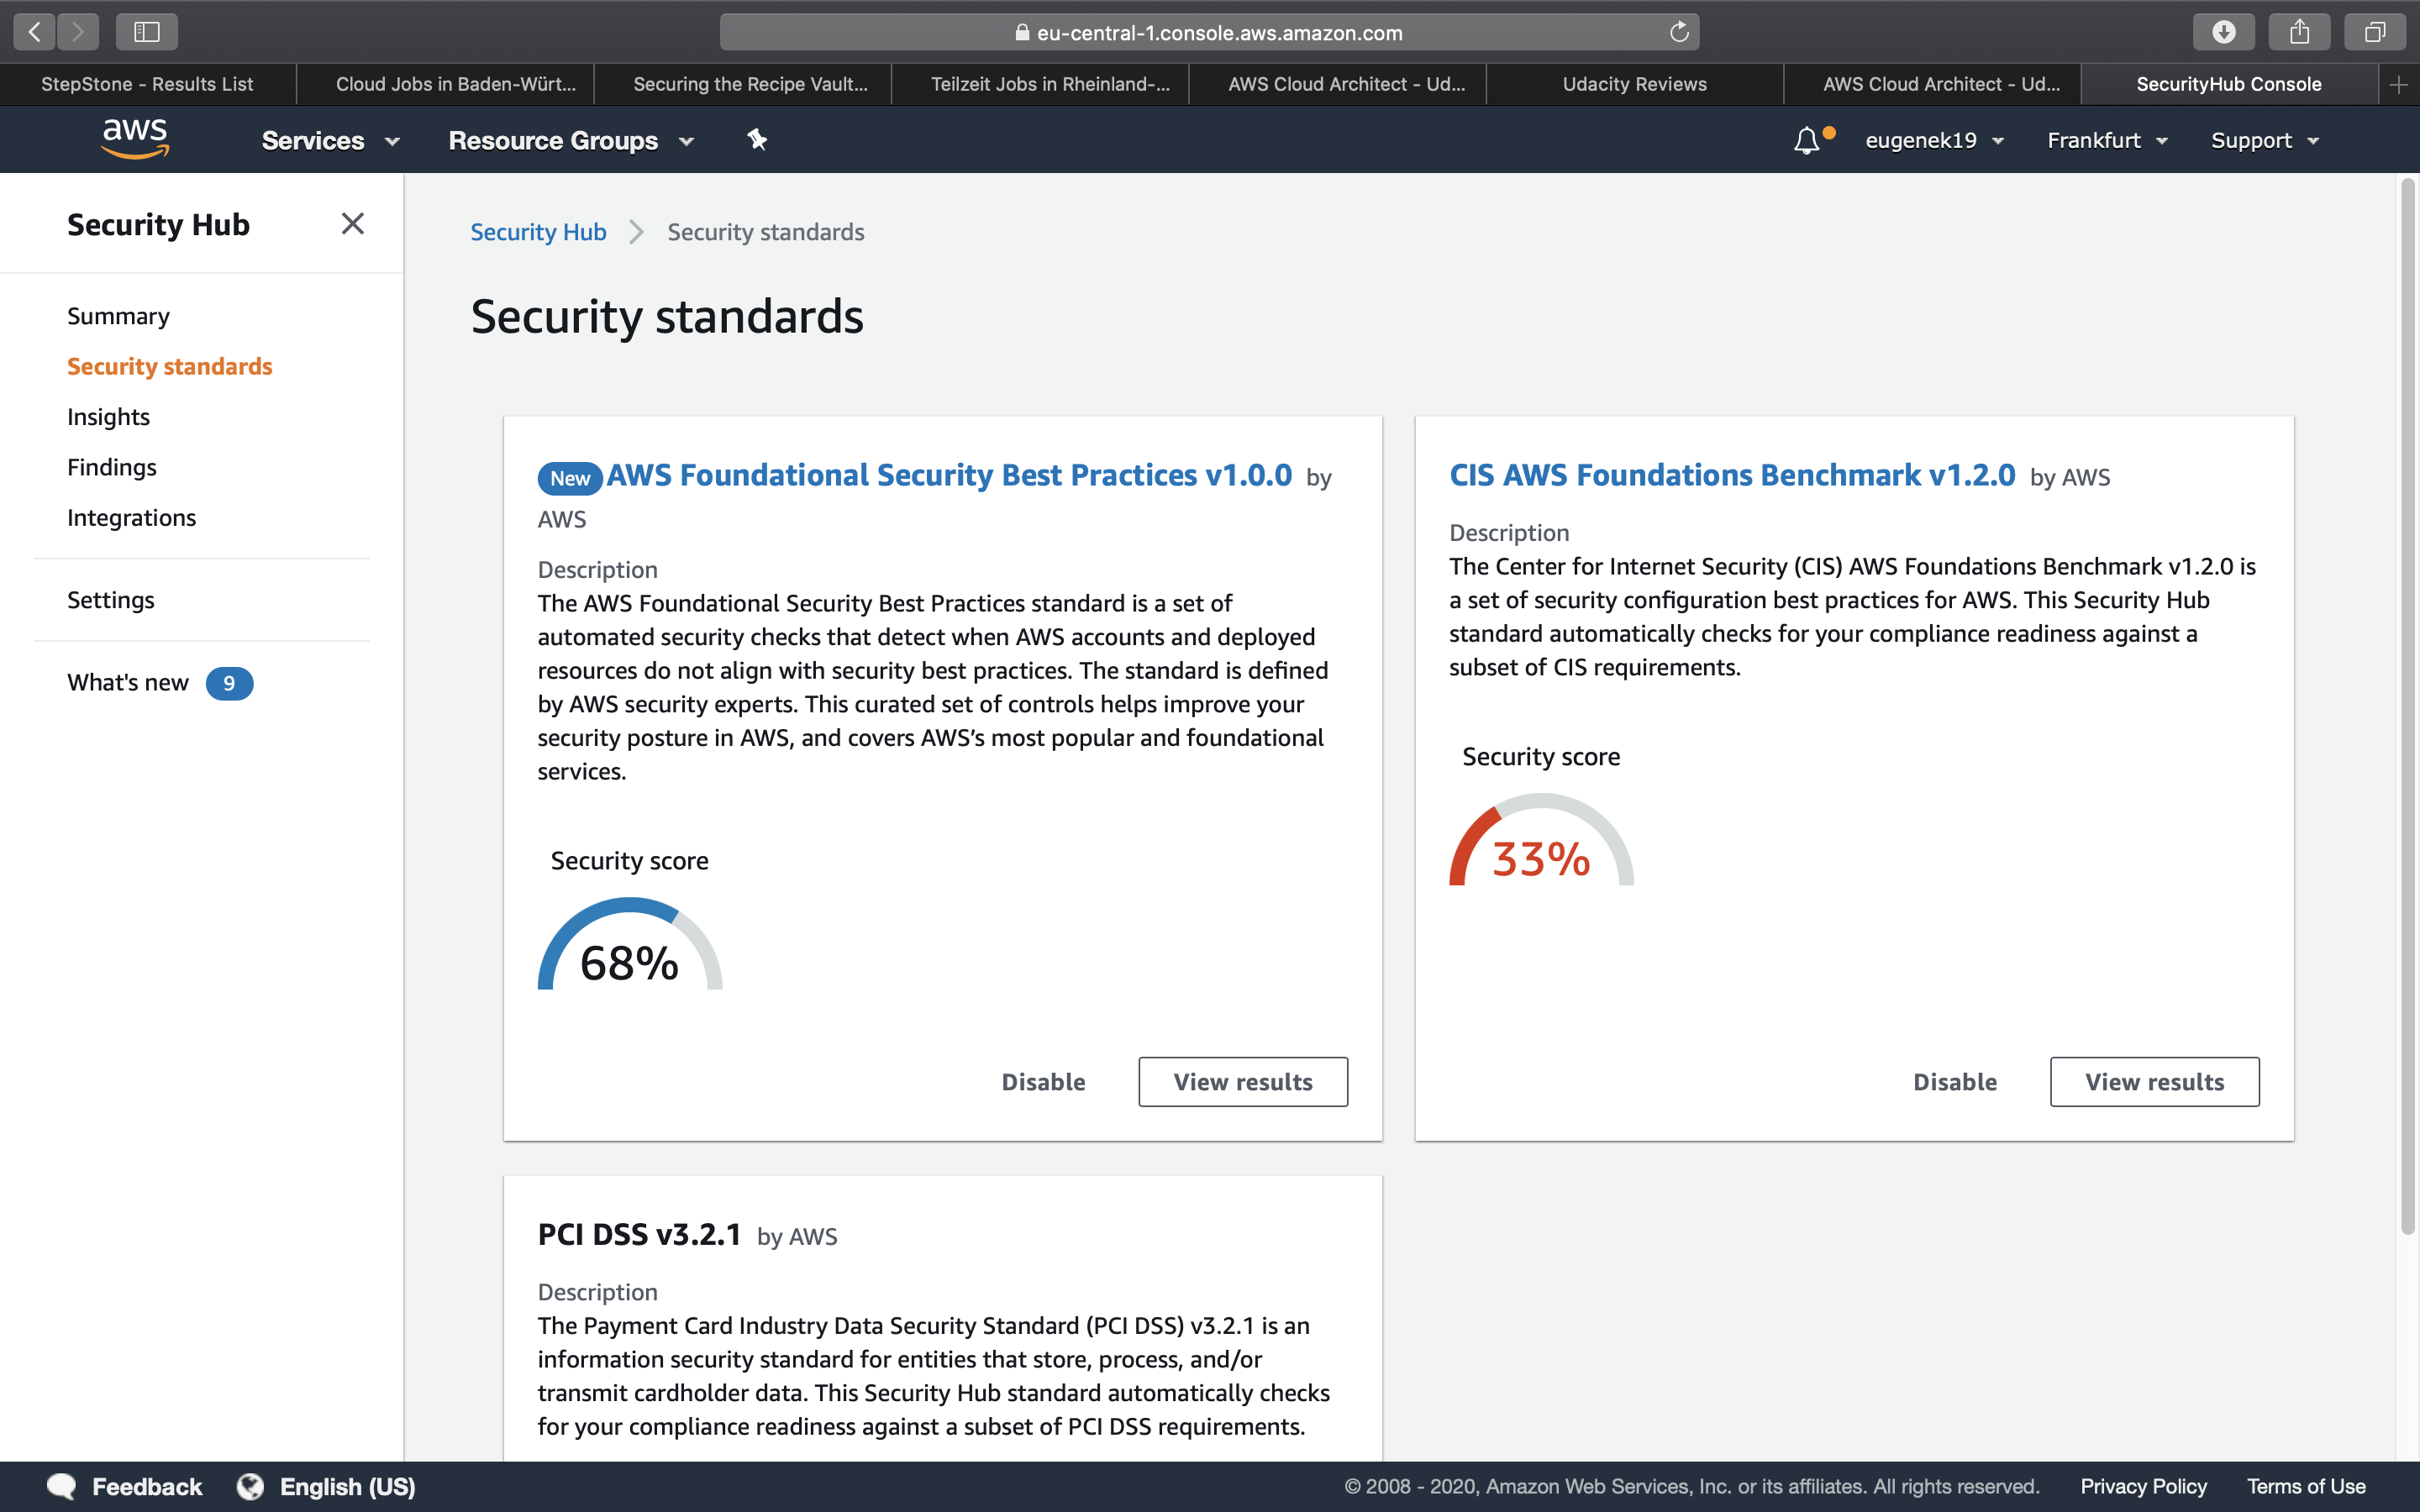 eu-central-1.console.aws.amazon.com
StepStone - Results List
Cloud Jobs in Baden-Würt...
Securing the Recipe Vault...
Teilzeit Jobs in Rheinland-...
AWS Cloud Architect - Ud...
Udacity Reviews
AWS Cloud Architect - Ud...
SecurityHub Console
aws
Services
Resource Groups
eugenek19
Frankfurt
Support
Security Hub
Summary
Security standards
Insights
Findings
Integrations
Settings
What's new 9
Security Hub
Security standards
Security standards
New AWS Foundational Security Best Practices v1.0.0 by
AWS
Description
The AWS Foundational Security Best Practices standard is a set of
automated security checks that detect when AWS accounts and deployed
resources do not align with security best practices. The standard is defined
by AWS security experts. This curated set of controls helps improve your
security posture in AWS, and covers AWS’s most popular and foundational
services.
Security score
68%
Disable
View results
CIS AWS Foundations Benchmark v1.2.0 by AWS
Description
The Center for Internet Security (CIS) AWS Foundations Benchmark v1.2.0 is
a set of security configuration best practices for AWS. This Security Hub
standard automatically checks for your compliance readiness against a
subset of CIS requirements.
Security score
33%
Disable
View results
PCI DSS v3.2.1 by AWS
Description
The Payment Card Industry Data Security Standard (PCI DSS) v3.2.1 is an
information security standard for entities that store, process, and/or
transmit cardholder data. This Security Hub standard automatically checks
for your compliance readiness against a subset of PCI DSS requirements.
Feedback
English (US)
© 2008 - 2020, Amazon Web Services, Inc. or its affiliates. All rights reserved.
Privacy Policy
Terms of Use